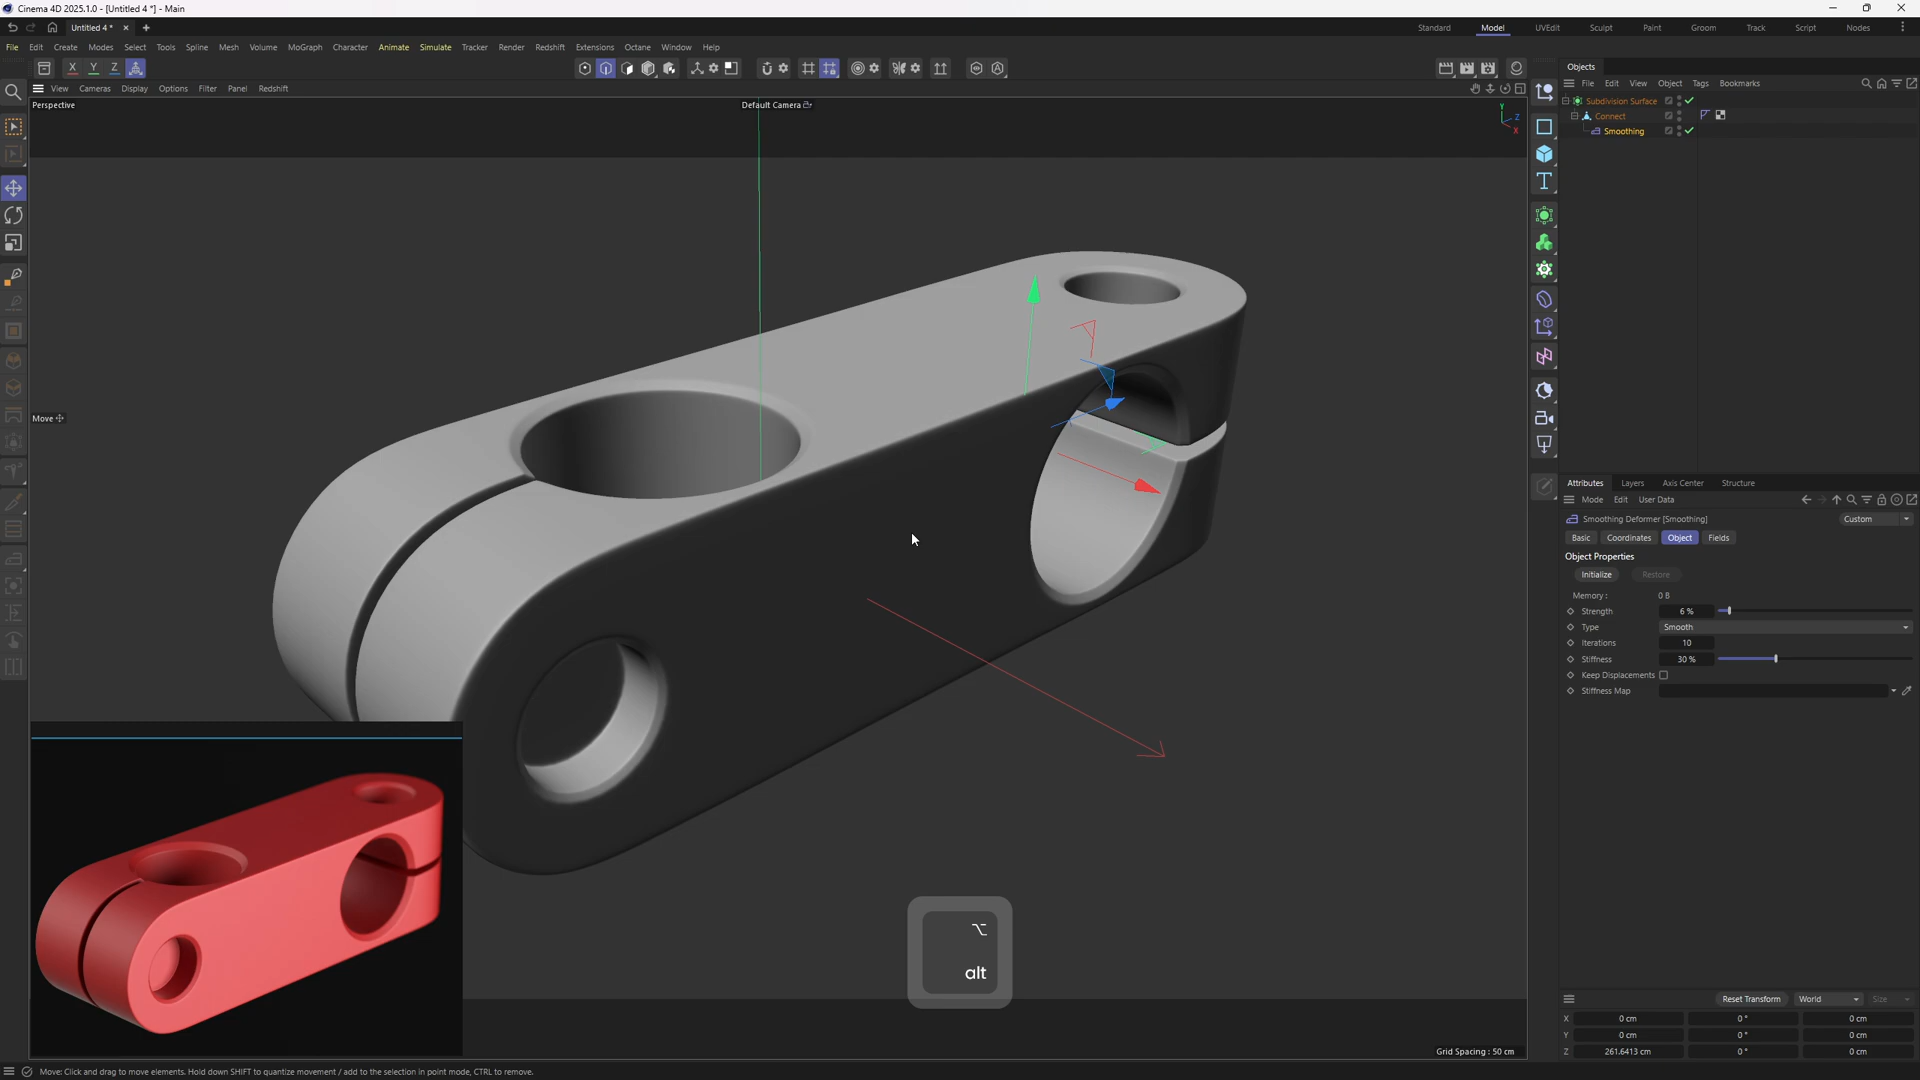 Cinema 4D 2025.1.0 - [Untitled 4 *] - Main
Untitled 4 * × +
Standard Model UVEdit Sculpt Paint Groom Track Script Nodes
File Edit Create Modes Select Tools Spline Mesh Volume MoGraph Character Animate Simulate Tracker Render Redshift Extensions Octane Window Help
X Y Z
View Cameras Display Options Filter Panel Redshift
Perspective
Default Camera
Y
Z
X
Move
alt
Grid Spacing : 50 cm
Objects
File Edit View Object Tags Bookmarks
Subdivision Surface
Connect
Smoothing
Attributes Layers Axis Center Structure
Mode Edit User Data
Smoothing Deformer [Smoothing] Custom
Basic Coordinates Object Fields
Object Properties
Initialize Restore
Memory : 0 B
Strength 6 %
Type Smooth
Iterations 10
Stiffness 30 %
Keep Displacements
Stiffness Map
Reset Transform World Size
X 0 cm 0 ° 0 cm
Y 0 cm 0 ° 0 cm
Z 261.6413 cm 0 ° 0 cm
Move: Click and drag to move elements. Hold down SHIFT to quantize movement / add to the selection in point mode, CTRL to remove.